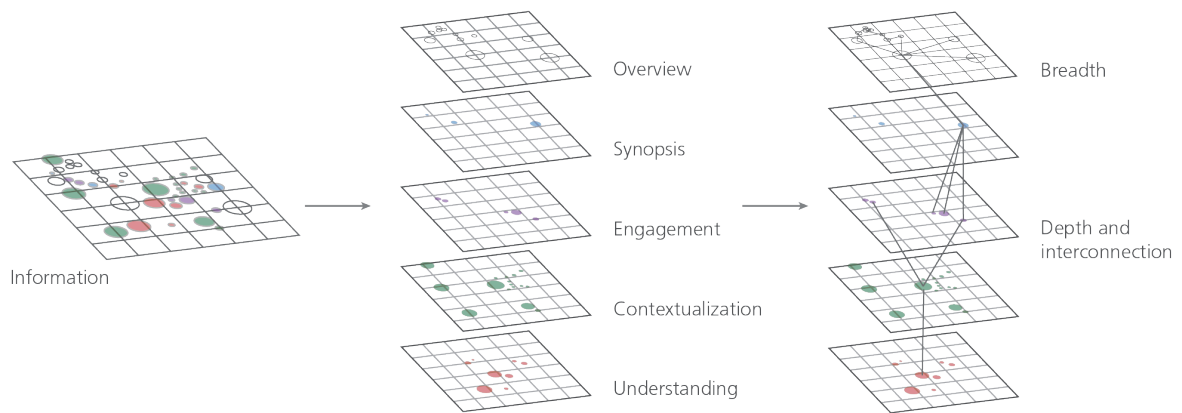 Information
Overview
Synopsis
Engagement
Contextualization
Understanding
Breadth
Depth and
interconnection